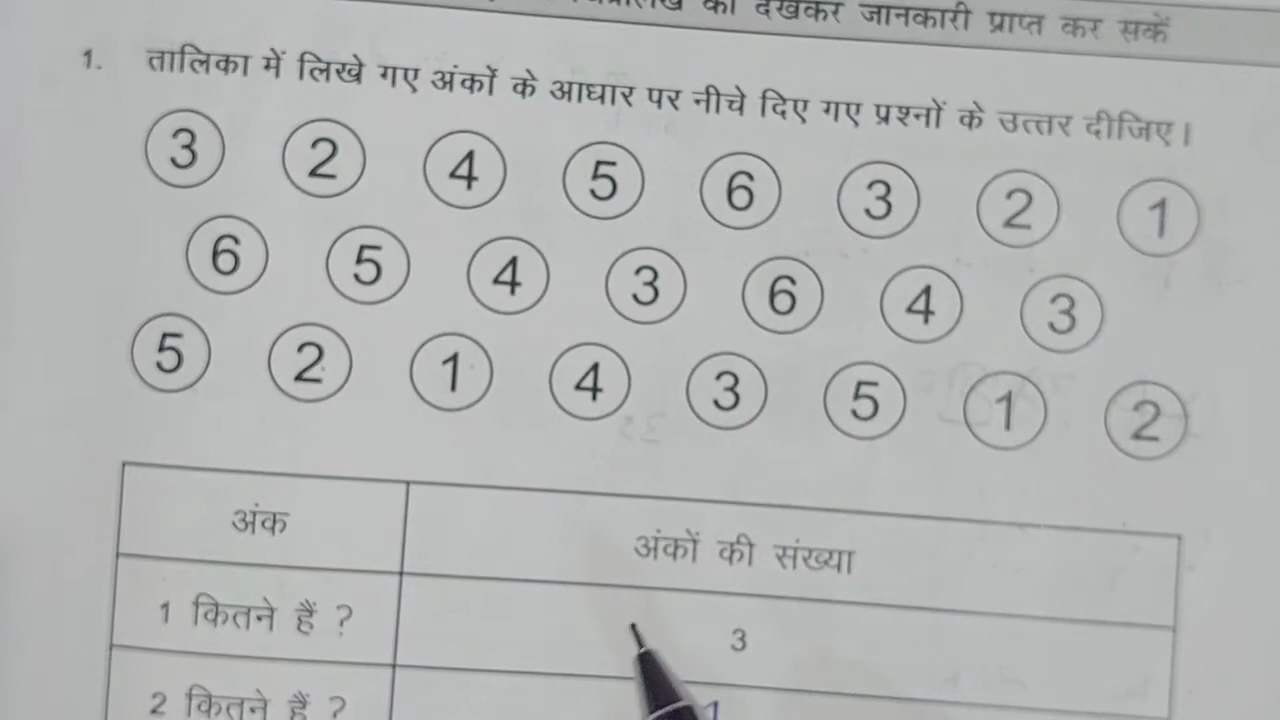 को देखकर जानकारी प्राप्त कर सकें
1. तालिका में लिखे गए अंकों के आधार पर नीचे दिए गए प्रश्नों के उत्तर दीजिए।
3 2 4 5 6 3 2 1
6 5 4 3 6 4 3
5 2 1 4 3 5 1 2
अंक अंकों की संख्या
1 कितने हैं ? 3
2 कितने हैं ?